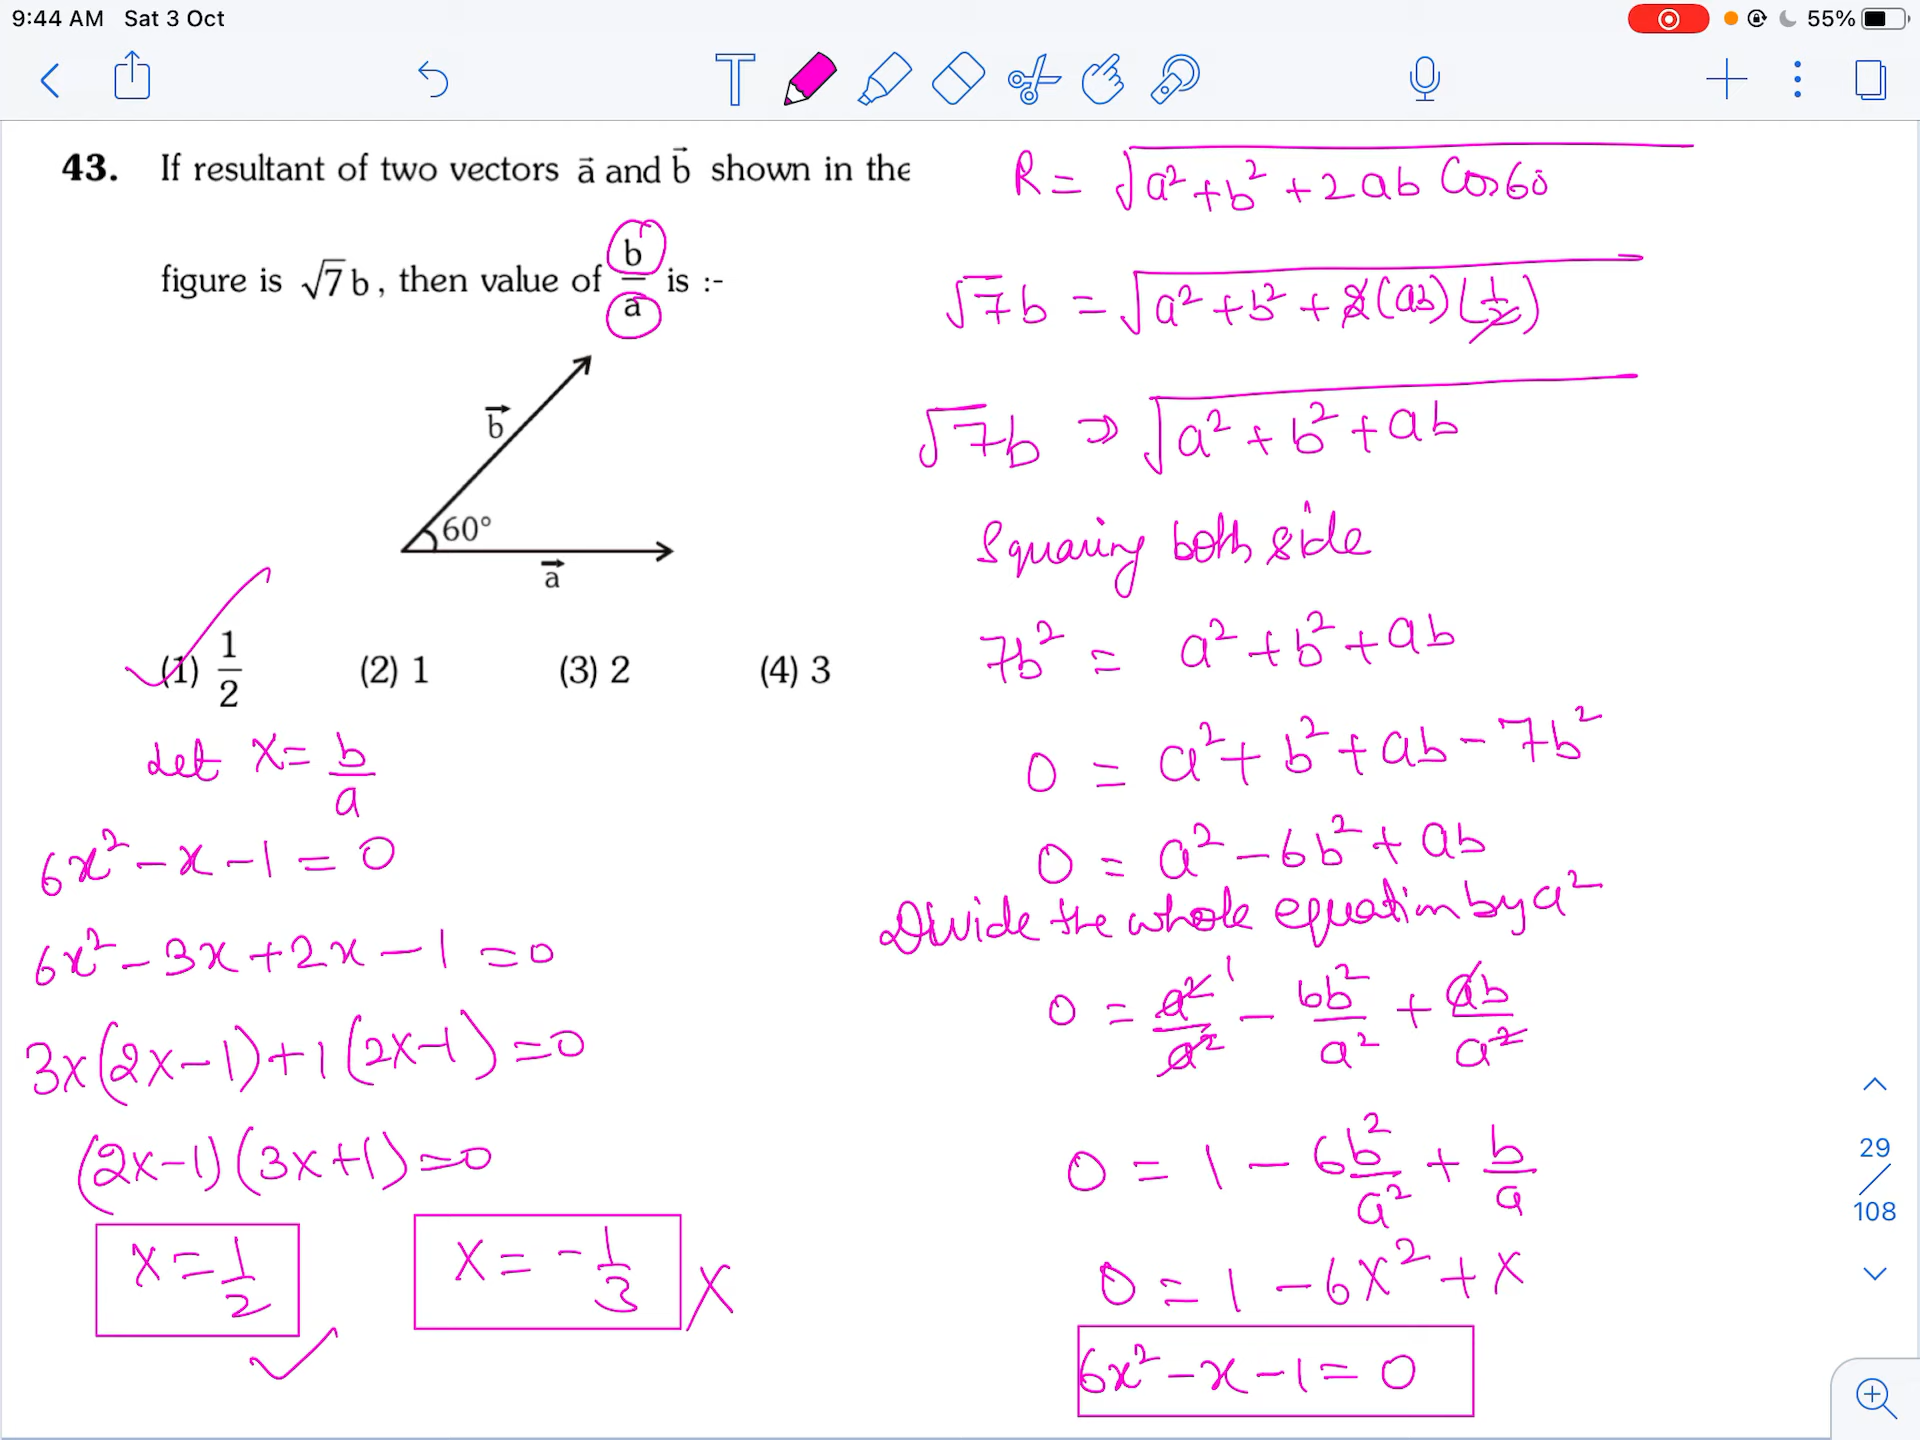 9:44 AM Sat 3 Oct
55%
43. If resultant of two vectors a⃗ and b⃗ shown in the
figure is √7 b, then value of b/a is :-
b⃗
60°
a⃗
(1) 1/2 (2) 1 (3) 2 (4) 3
Let x = b/a
6x² - x - 1 = 0
6x² - 3x + 2x - 1 = 0
3x(2x-1)+1(2x-1)=0
(2x-1)(3x+1)=0
x = 1/2
x = -1/3 X
R = √(a² + b² + 2ab Cos60)
√7b = √(a² + b² + 2(ab)(1/2))
√7b ⇒ √(a² + b² + ab)
Squaring both side
7b² = a² + b² + ab
0 = a² + b² + ab - 7b²
0 = a² - 6b² + ab
Divide the whole equation by a²
0 = a²/a² 1 - 6b²/a² + ab/a²
0 = 1 - 6b²/a² + b/a
0 = 1 - 6x² + x
6x² - x - 1 = 0
29
108